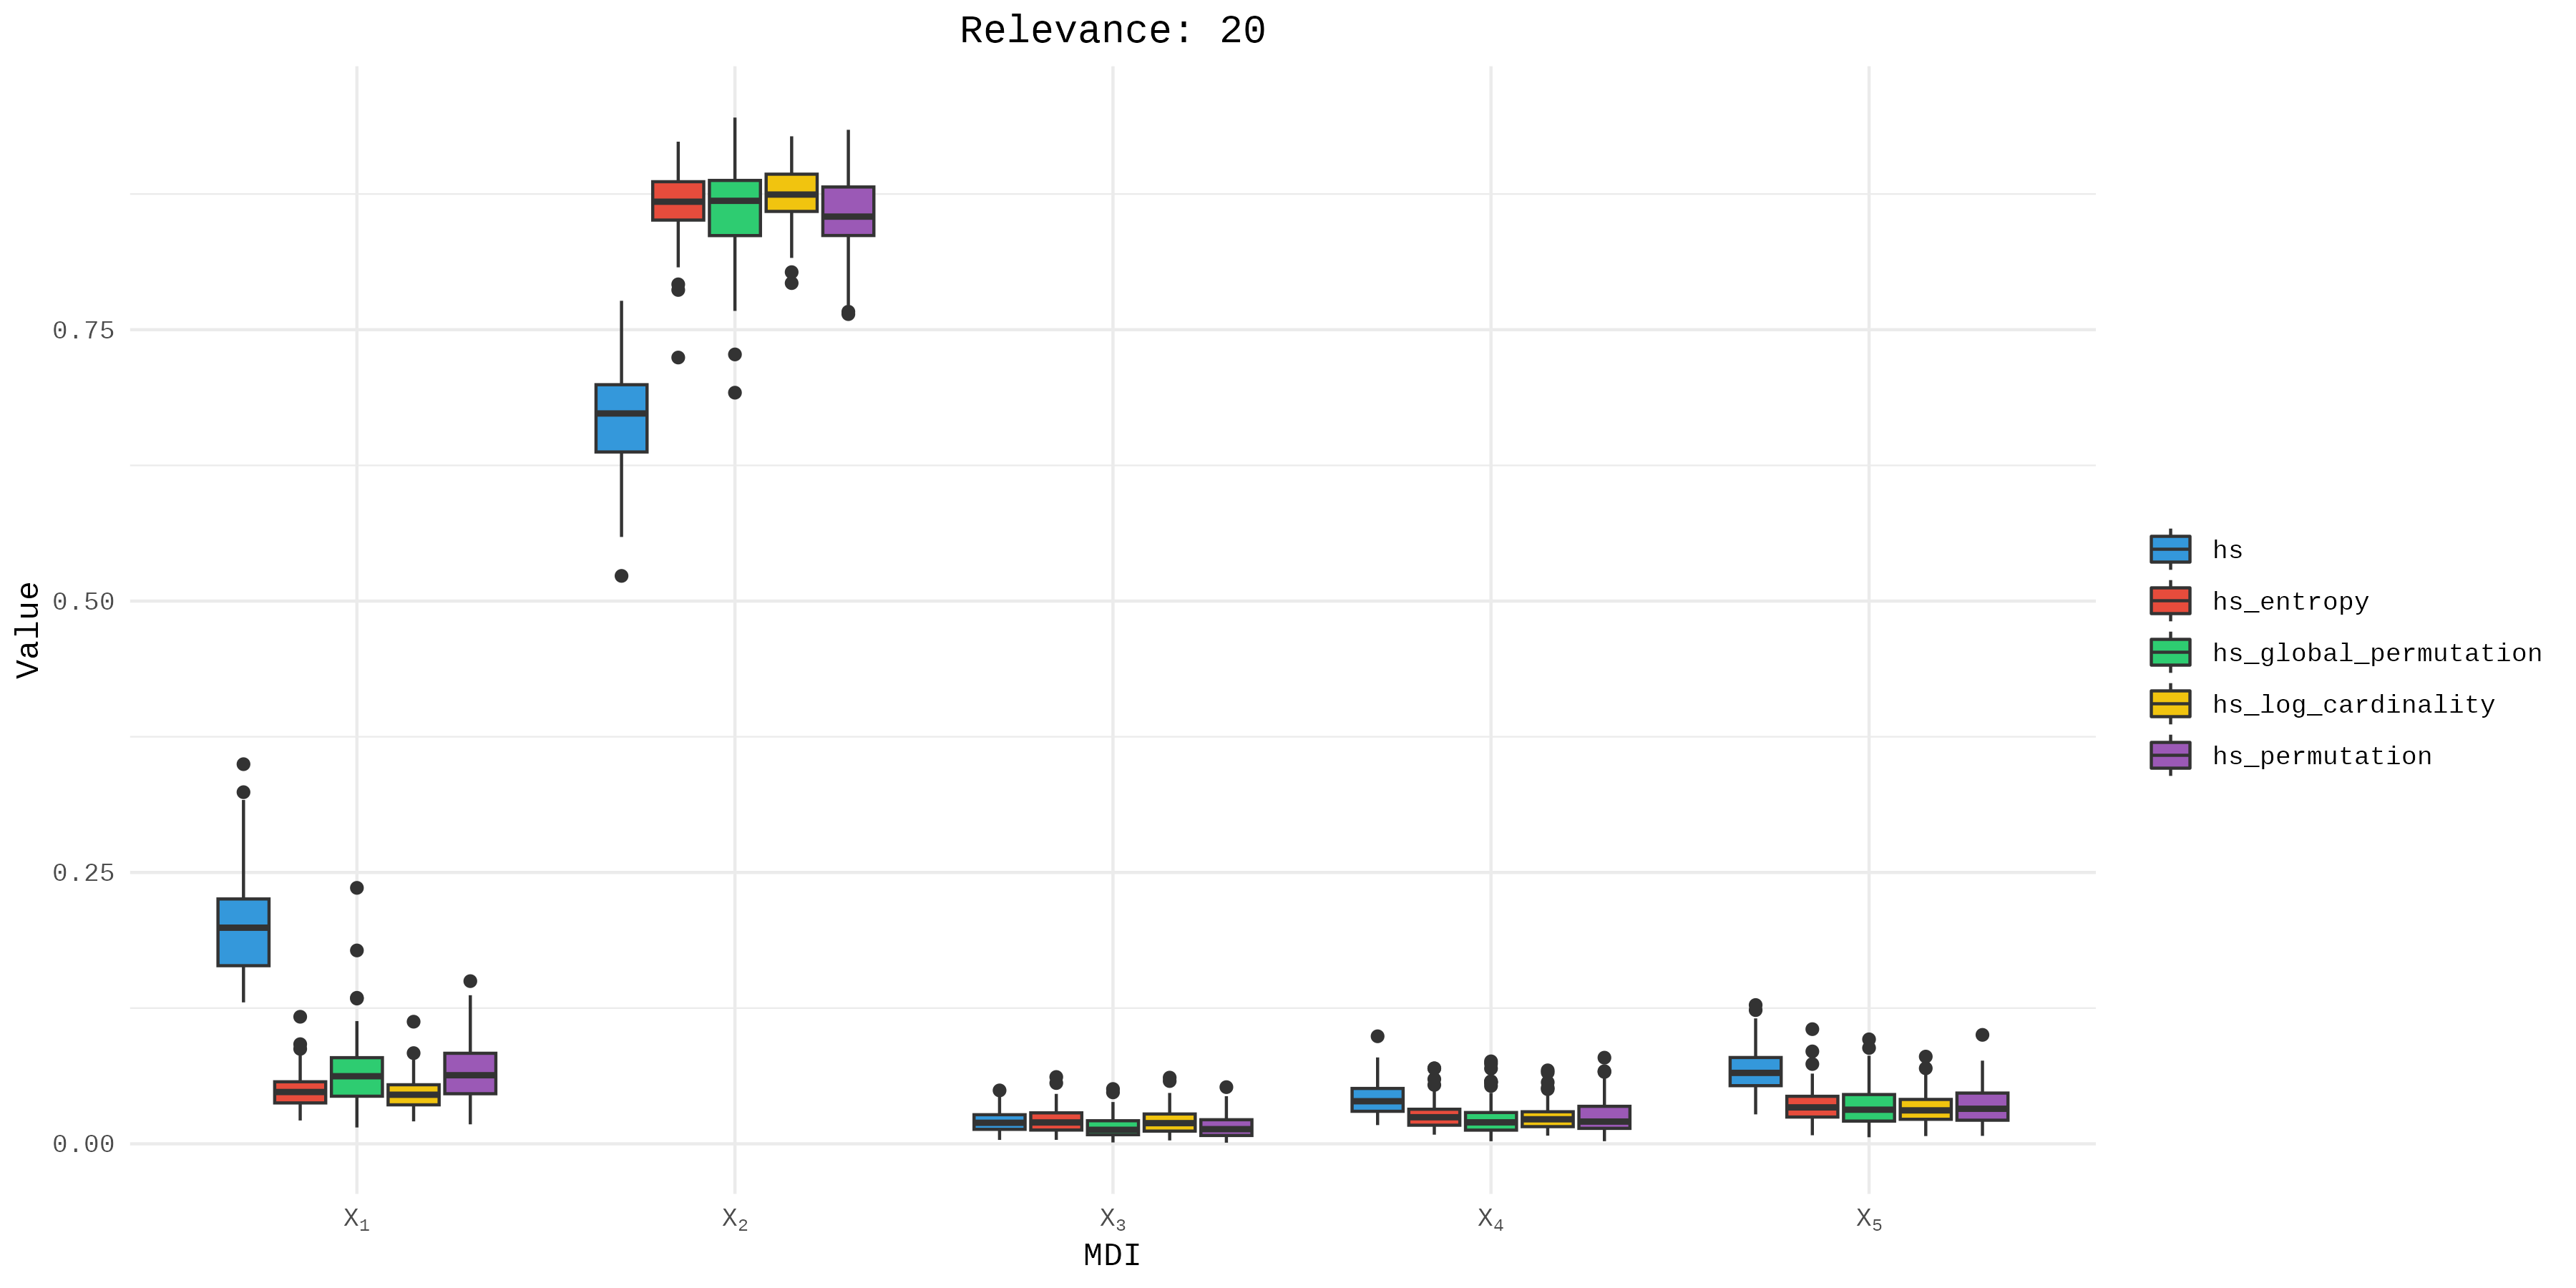 Relevance: 20
Value
0.75
0.50
0.25
0.00
X₁ X₂ X₃ X₄ X₅
MDI
hs
hs_entropy
hs_global_permutation
hs_log_cardinality
hs_permutation